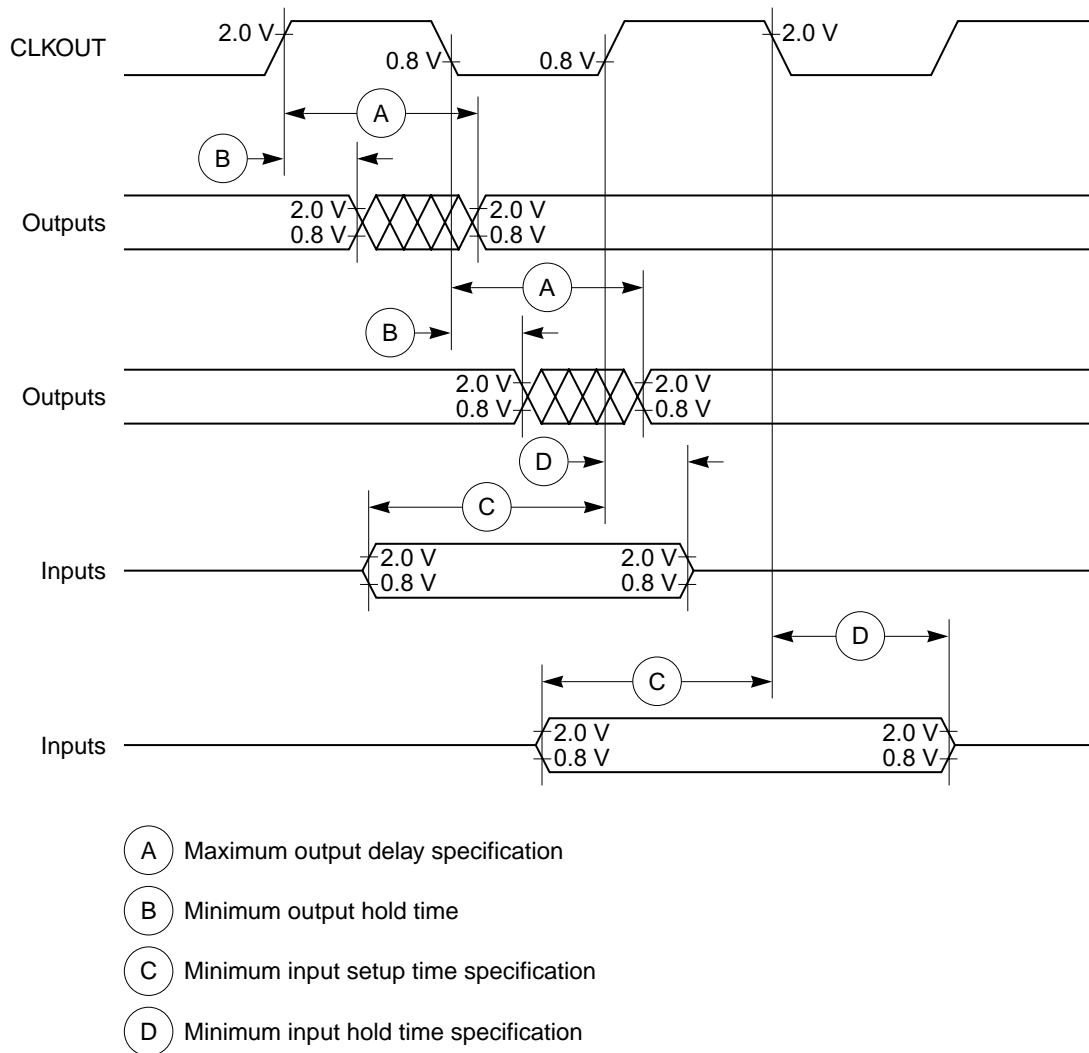 CLKOUT
2.0 V
0.8 V
0.8 V
2.0 V
A
B
Outputs
2.0 V
0.8 V
2.0 V
0.8 V
A
B
Outputs
2.0 V
0.8 V
2.0 V
0.8 V
D
C
Inputs
2.0 V
0.8 V
2.0 V
0.8 V
D
C
Inputs
2.0 V
0.8 V
2.0 V
0.8 V
A Maximum output delay specification
B Minimum output hold time
C Minimum input setup time specification
D Minimum input hold time specification